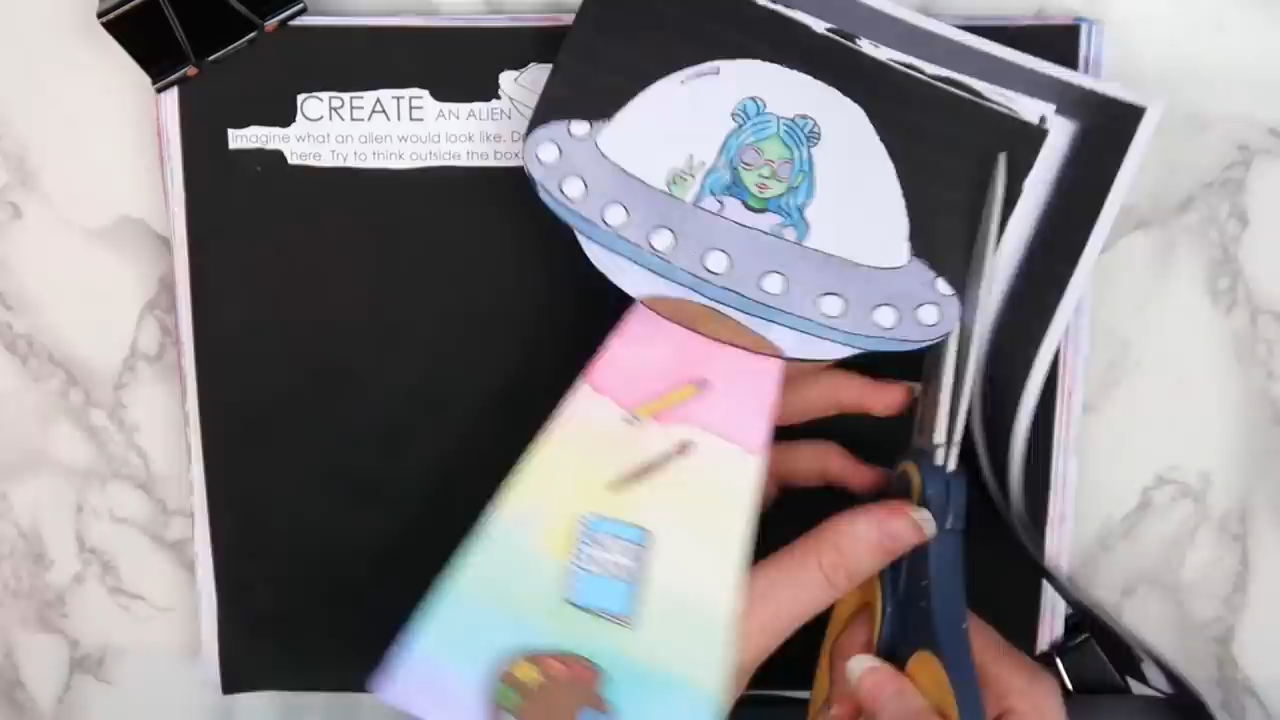 CREATE AN ALIEN
Imagine what an alien would look like.
here. Try to think outside the box